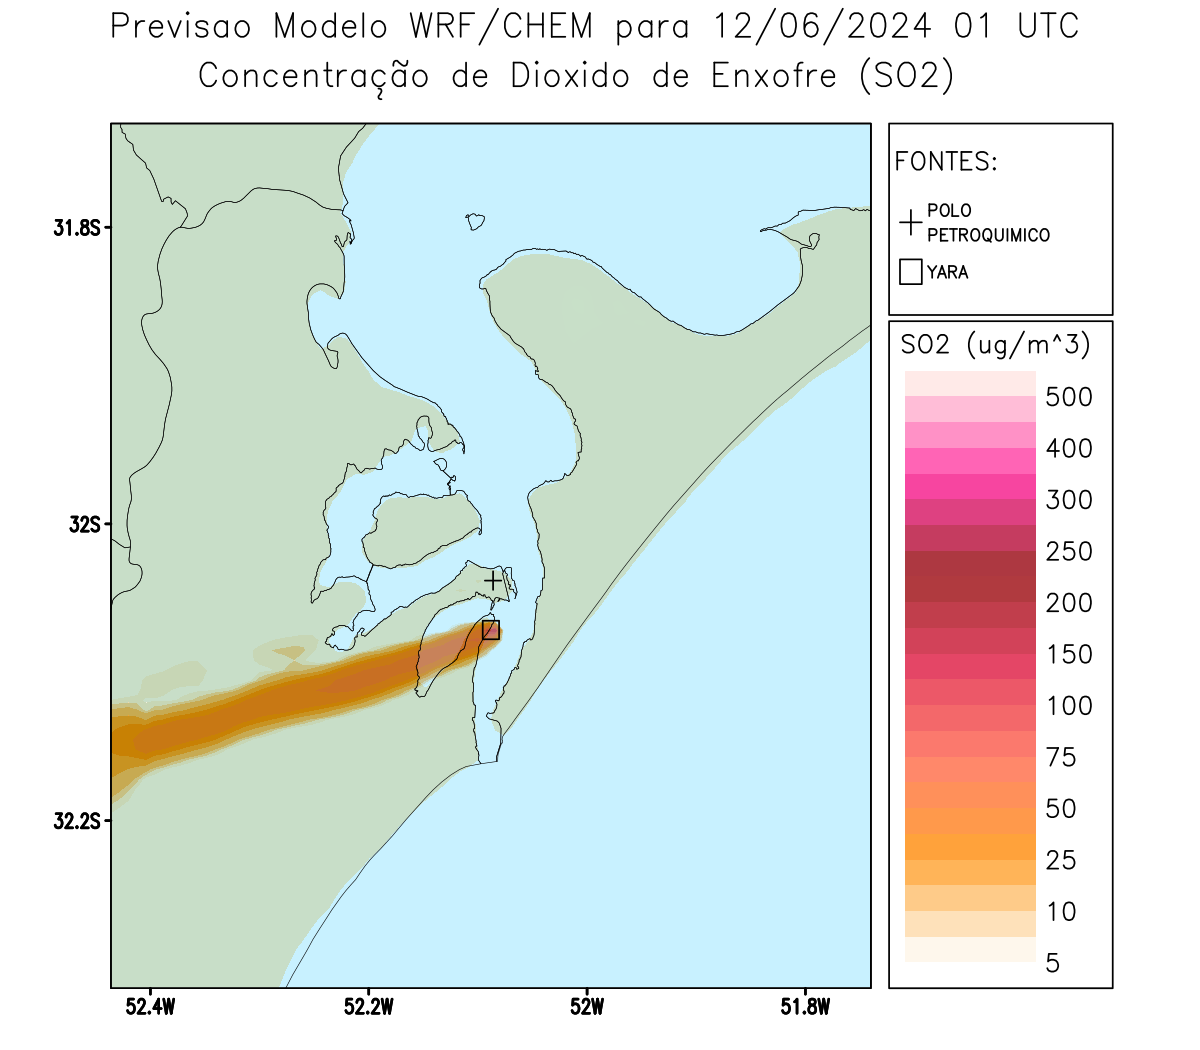 Previsao Modelo WRF/CHEM para 12/06/2024 01 UTC
Concentração de Dioxido de Enxofre (SO2)
FONTES:
POLO
PETROQUIMICO
YARA
SO2 (ug/m^3)
500
400
300
250
200
150
100
75
50
25
10
5
31.8S
32S
32.2S
52.4W
52.2W
52W
51.8W